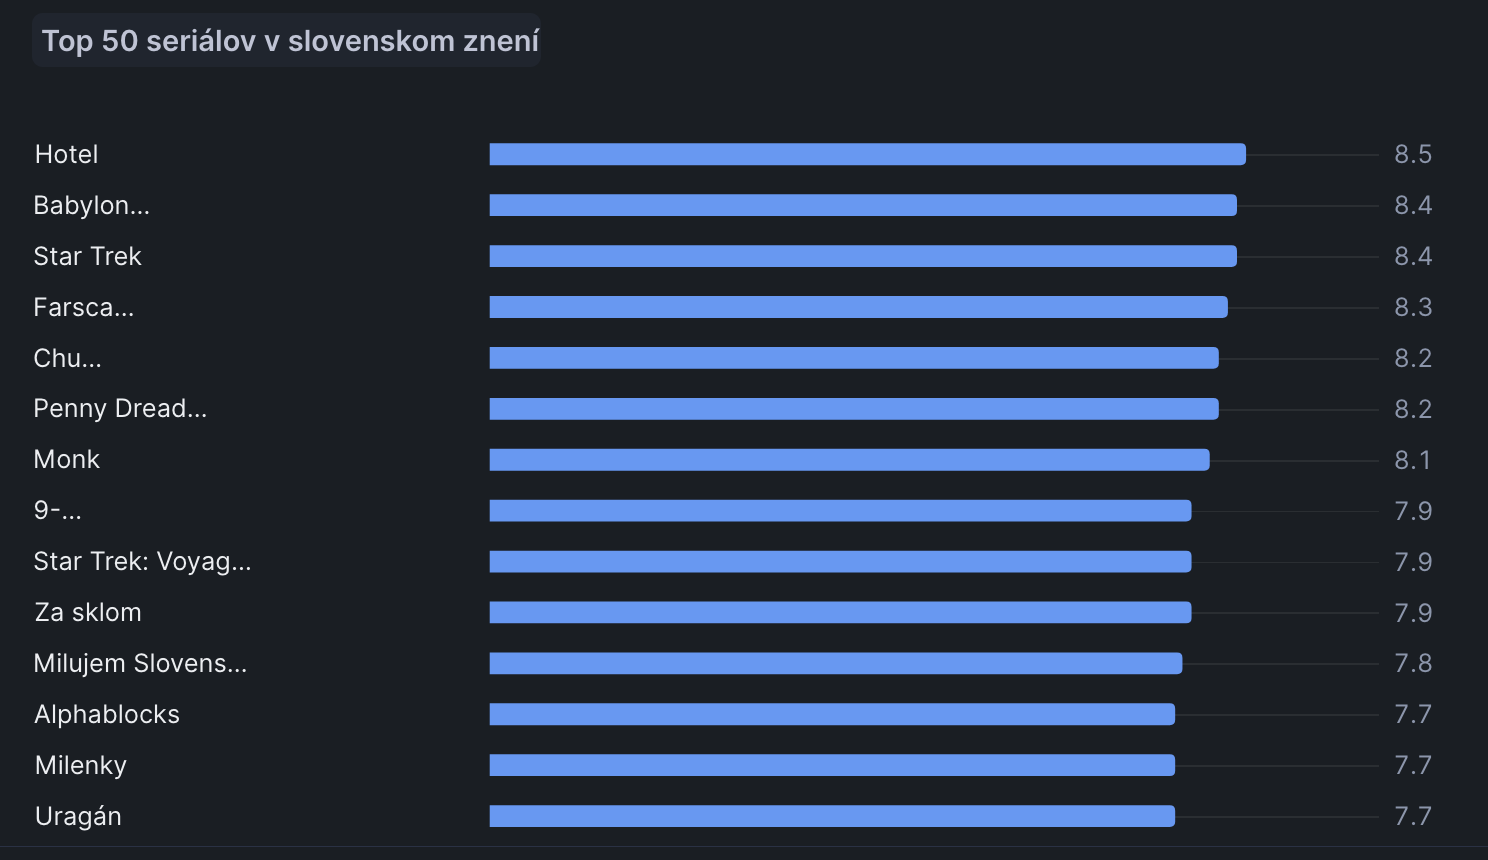 Top 50 seriálov v slovenskom znení
Hotel 8.5
Babylon... 8.4
Star Trek 8.4
Farsca... 8.3
Chu... 8.2
Penny Dread... 8.2
Monk 8.1
9-... 7.9
Star Trek: Voyag... 7.9
Za sklom 7.9
Milujem Slovens... 7.8
Alphablocks 7.7
Milenky 7.7
Uragán 7.7